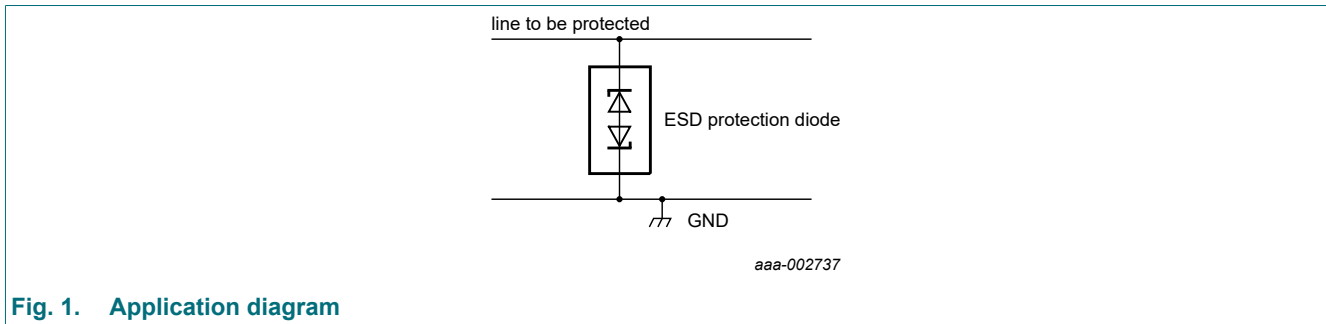 line to be protected
ESD protection diode
GND
aaa-002737
Fig. 1. Application diagram